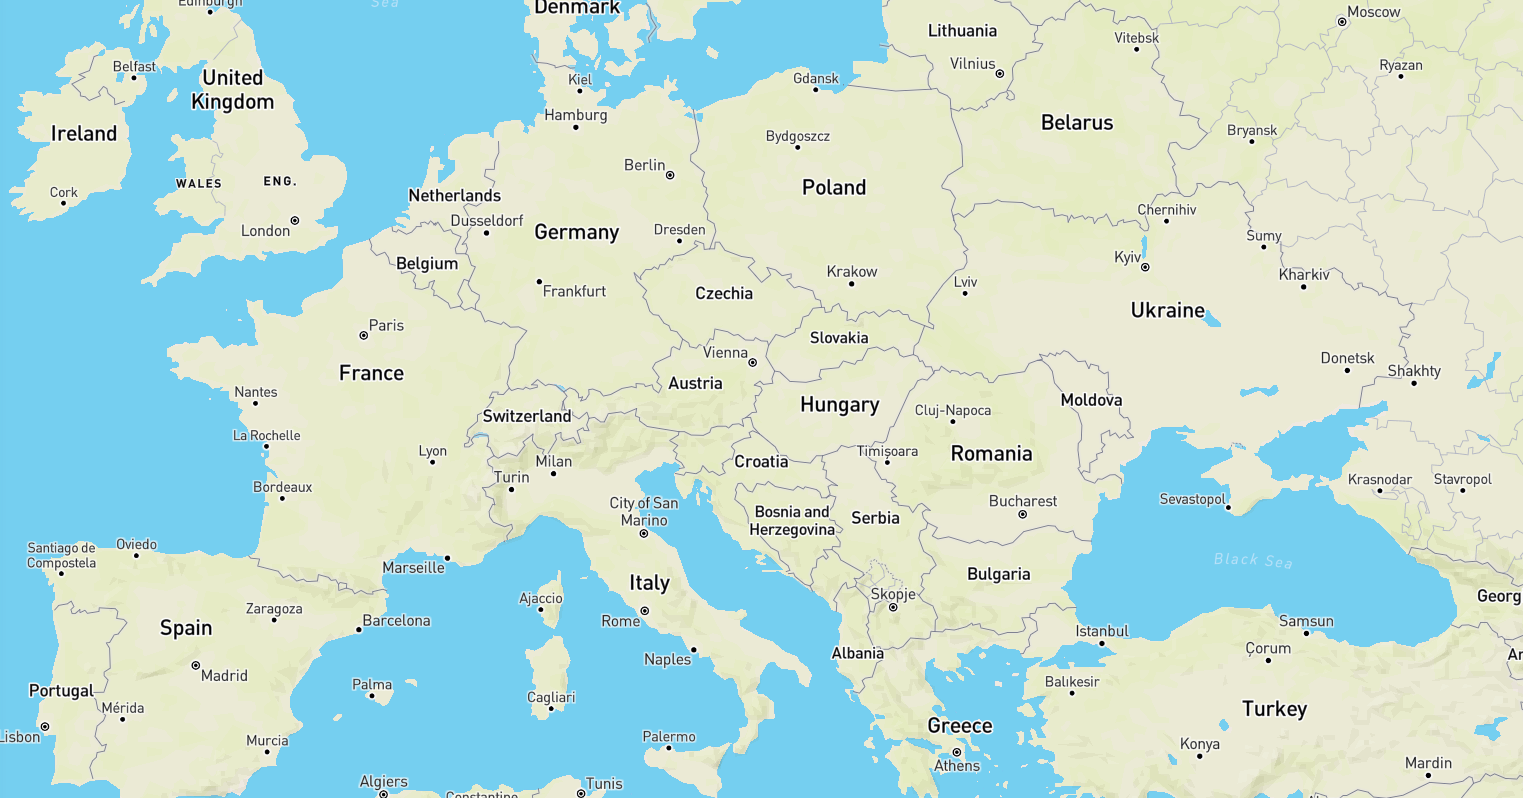 Edinburgh
Sea
Denmark
Moscow
Lithuania
Vitebsk
Vilnius
Ryazan
Belfast
United
Kingdom
Kiel
Gdansk
Hamburg
Belarus
Ireland
Bydgoszcz
Bryansk
Berlin
WALES
ENG.
Cork
Netherlands
Poland
London
Dusseldorf
Germany
Dresden
Chernihiv
Sumy
Belgium
Kyiv
Frankfurt
Czechia
Krakow
Lviv
Kharkiv
Ukraine
Paris
Slovakia
Vienna
France
Austria
Donetsk
Shakhty
Nantes
Switzerland
Hungary
Cluj-Napoca
Moldova
La Rochelle
Lyon
Milan
Croatia
Timișoara
Romania
Turin
Bordeaux
City of San
Marino
Bosnia and
Herzegovina
Serbia
Bucharest
Sevastopol
Krasnodar
Stavropol
Santiago de
Compostela
Oviedo
Marseille
Italy
Bulgaria
Black Sea
Ajaccio
Skopje
Georg
Zaragoza
Spain
Barcelona
Rome
Istanbul
Samsun
Naples
Albania
Çorum
Ar
Madrid
Portugal
Palma
Cagliari
Balıkesir
Mérida
Turkey
Lisbon
Murcia
Palermo
Greece
Athens
Konya
Mardin
Algiers
Constantine
Tunis